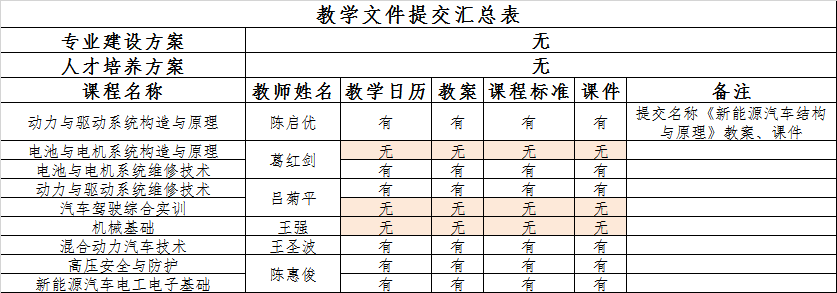 教学文件提交汇总表
专业建设方案 无
人才培养方案 无
课程名称 教师姓名 教学日历 教案 课程标准 课件 备注
动力与驱动系统构造与原理 陈启优 有 有 有 有 提交名称《新能源汽车结构
与原理》教案、课件
电池与电机系统构造与原理 葛红剑 无 无 无 无
电池与电机系统维修技术 有 有 有 有
动力与驱动系统维修技术 吕菊平 有 有 有 有
汽车驾驶综合实训 无 无 无 无
机械基础 王强 无 无 无 无
混合动力汽车技术 王圣波 有 有 有 有
高压安全与防护 陈惠俊 有 有 有 有
新能源汽车电工电子基础 有 有 有 有